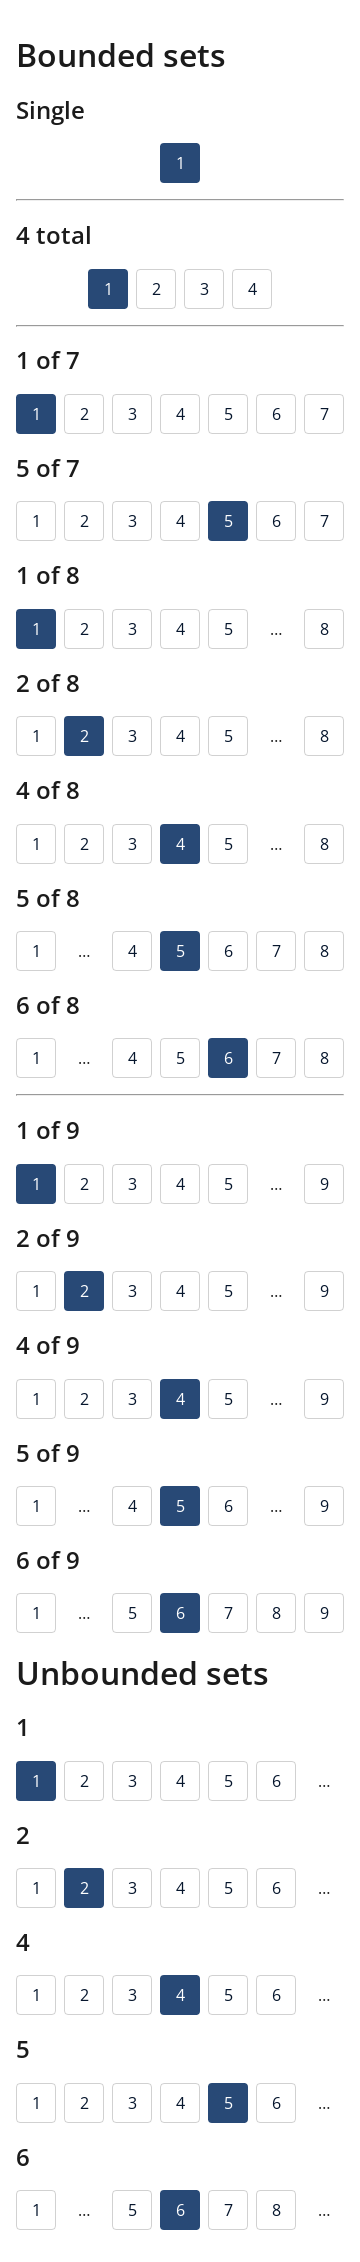 Bounded sets
Single
1
4 total
1 2 3 4
1 of 7
1 2 3 4 5 6 7
5 of 7
1 2 3 4 5 6 7
1 of 8
1 2 3 4 5 ... 8
2 of 8
1 2 3 4 5 ... 8
4 of 8
1 2 3 4 5 ... 8
5 of 8
1 ... 4 5 6 7 8
6 of 8
1 ... 4 5 6 7 8
1 of 9
1 2 3 4 5 ... 9
2 of 9
1 2 3 4 5 ... 9
4 of 9
1 2 3 4 5 ... 9
5 of 9
1 ... 4 5 6 ... 9
6 of 9
1 ... 5 6 7 8 9
Unbounded sets
1
1 2 3 4 5 6 ...
2
1 2 3 4 5 6 ...
4
1 2 3 4 5 6 ...
5
1 2 3 4 5 6 ...
6
1 ... 5 6 7 8 ...